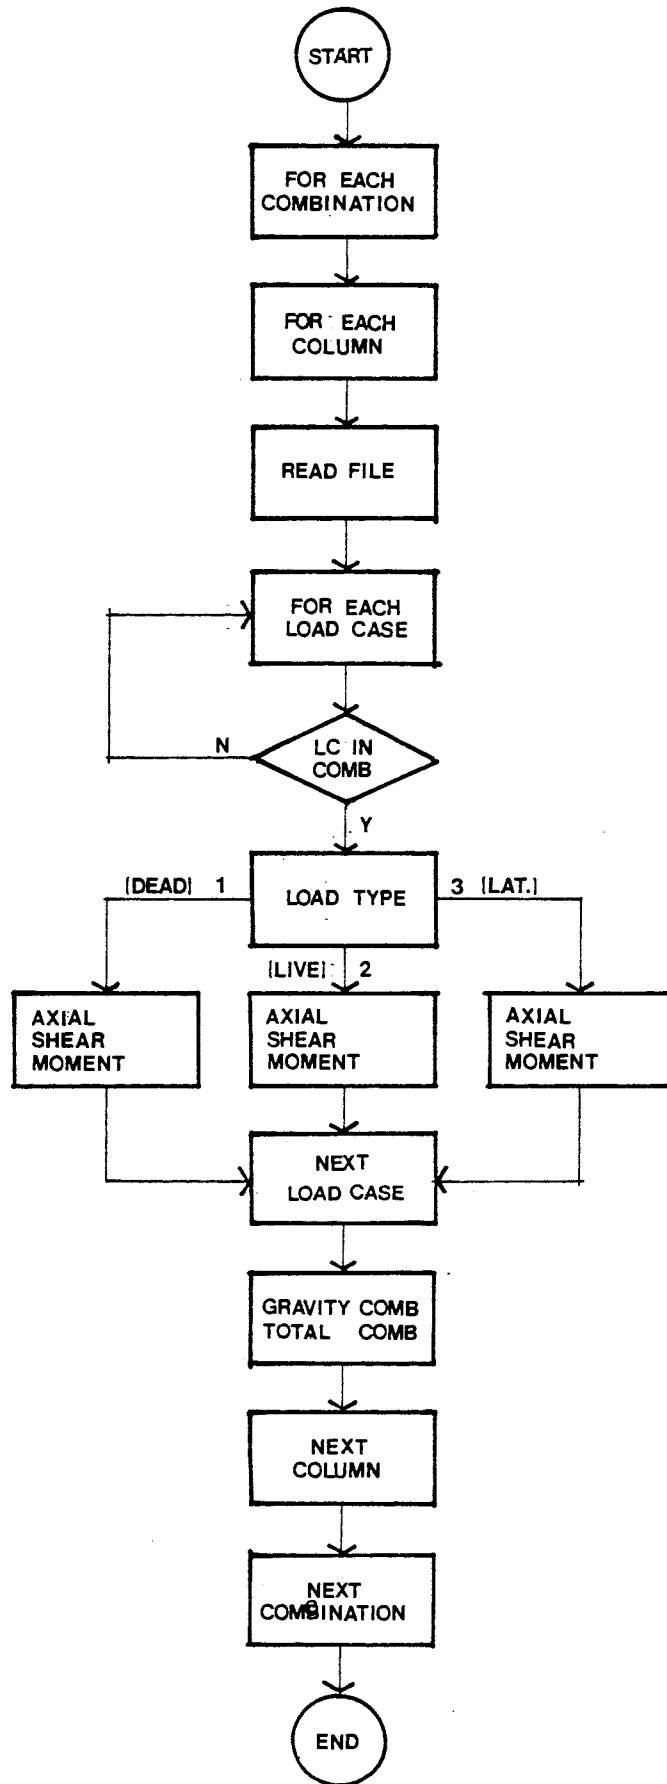 START
FOR EACH
COMBINATION
FOR EACH
COLUMN
READ FILE
FOR EACH
LOAD CASE
N
LC IN
COMB
Y
[DEAD] 1
LOAD TYPE
3 [LAT.]
[LIVE] 2
AXIAL
SHEAR
MOMENT
AXIAL
SHEAR
MOMENT
AXIAL
SHEAR
MOMENT
NEXT
LOAD CASE
GRAVITY COMB
TOTAL COMB
NEXT
COLUMN
NEXT
COMBINATION
END